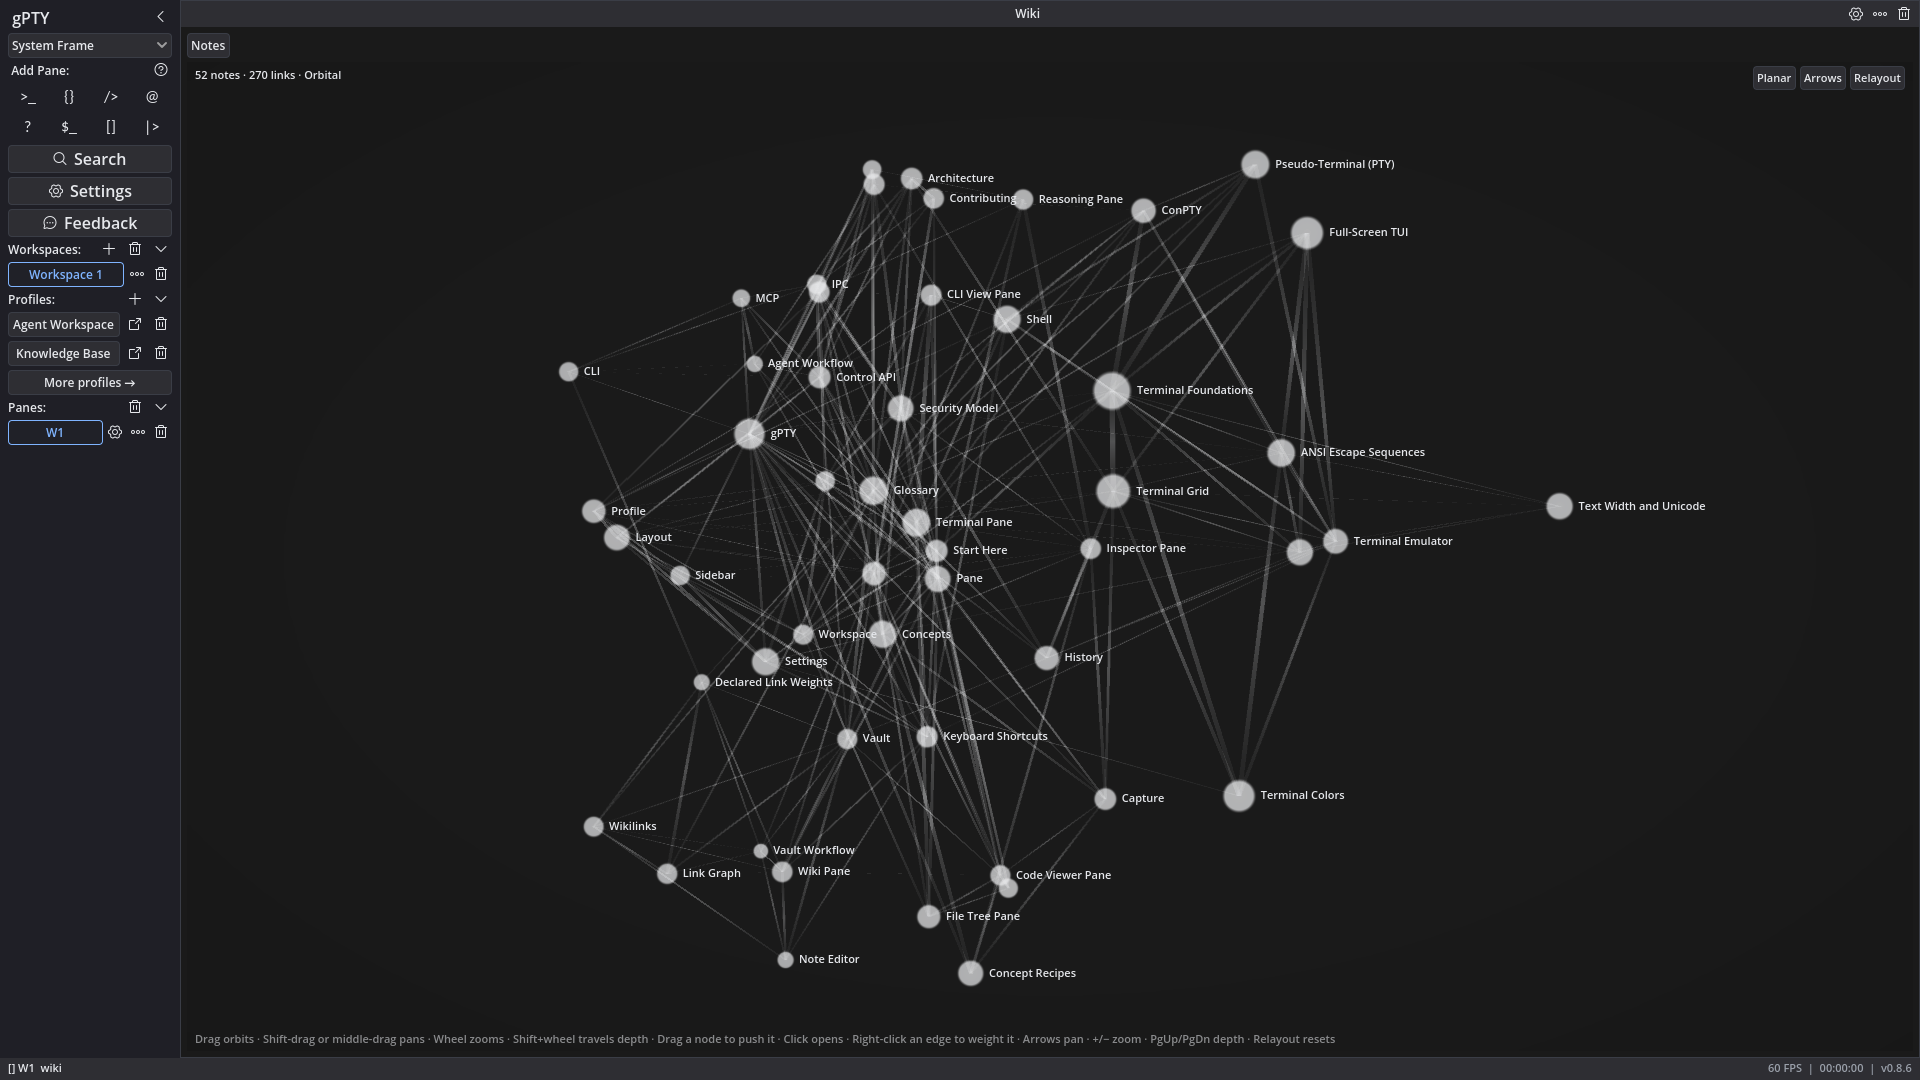 gPTY
System Frame
Add Pane:
>_ {} /> @
? $_ [] |>
Search
Settings
Feedback
Workspaces:
Workspace 1
Profiles:
Agent Workspace
Knowledge Base
More profiles →
Panes:
W1
Wiki
Notes
52 notes · 270 links · Orbital
Planar Arrows Relayout
Pseudo-Terminal (PTY)
Architecture
Contributing
Reasoning Pane
ConPTY
Full-Screen TUI
IPC
MCP
CLI View Pane
Shell
Agent Workflow
CLI
Control API
Terminal Foundations
Security Model
gPTY
ANSI Escape Sequences
Glossary
Terminal Grid
Text Width and Unicode
Profile
Terminal Pane
Layout
Terminal Emulator
Start Here
Inspector Pane
Sidebar
Pane
Workspace
Concepts
History
Settings
Declared Link Weights
Vault
Keyboard Shortcuts
Capture
Terminal Colors
Wikilinks
Vault Workflow
Link Graph
Wiki Pane
Code Viewer Pane
File Tree Pane
Note Editor
Concept Recipes
Drag orbits · Shift-drag or middle-drag pans · Wheel zooms · Shift+wheel travels depth · Drag a node to push it · Click opens · Right-click an edge to weight it · Arrows pan · +/− zoom · PgUp/PgDn depth · Relayout resets
[] W1 wiki
60 FPS | 00:00:00 | v0.8.6